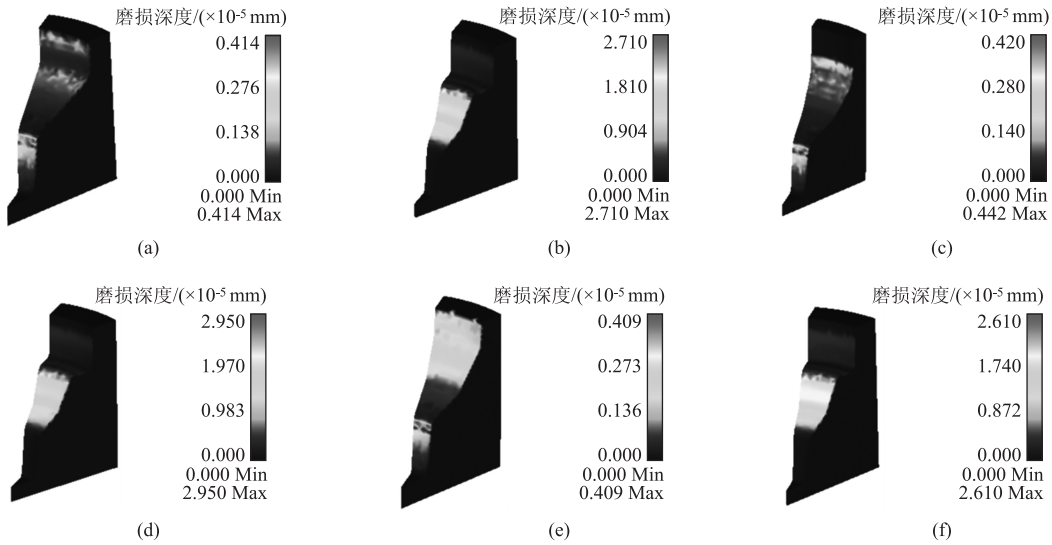 磨损深度/(×10-5 mm)
0.414
0.276
0.138
0.000
0.000 Min
0.414 Max
(a)
磨损深度/(×10-5 mm)
2.710
1.810
0.904
0.000
0.000 Min
2.710 Max
(b)
磨损深度/(×10-5 mm)
0.420
0.280
0.140
0.000
0.000 Min
0.442 Max
(c)
磨损深度/(×10-5 mm)
2.950
1.970
0.983
0.000
0.000 Min
2.950 Max
(d)
磨损深度/(×10-5 mm)
0.409
0.273
0.136
0.000
0.000 Min
0.409 Max
(e)
磨损深度/(×10-5 mm)
2.610
1.740
0.872
0.000
0.000 Min
2.610 Max
(f)